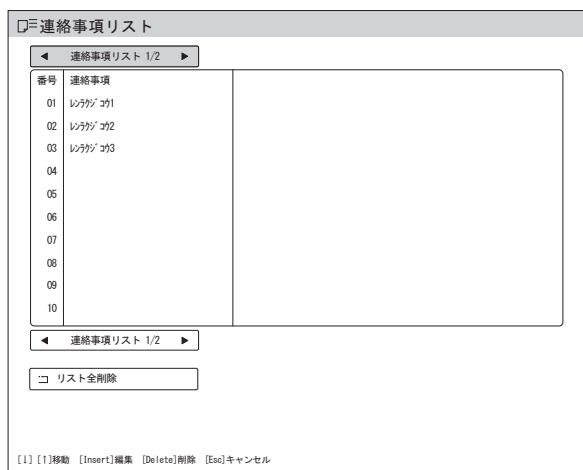 連絡事項リスト
◀ 連絡事項リスト 1/2 ▶
番号 連絡事項
01 ﾚﾝﾗｸｼﾞｺｳ1
02 ﾚﾝﾗｸｼﾞｺｳ2
03 ﾚﾝﾗｸｼﾞｺｳ3
04
05
06
07
08
09
10
◀ 連絡事項リスト 1/2 ▶
リスト全削除
[↓] [↑]移動 [Insert]編集 [Delete]削除 [Esc]キャンセル